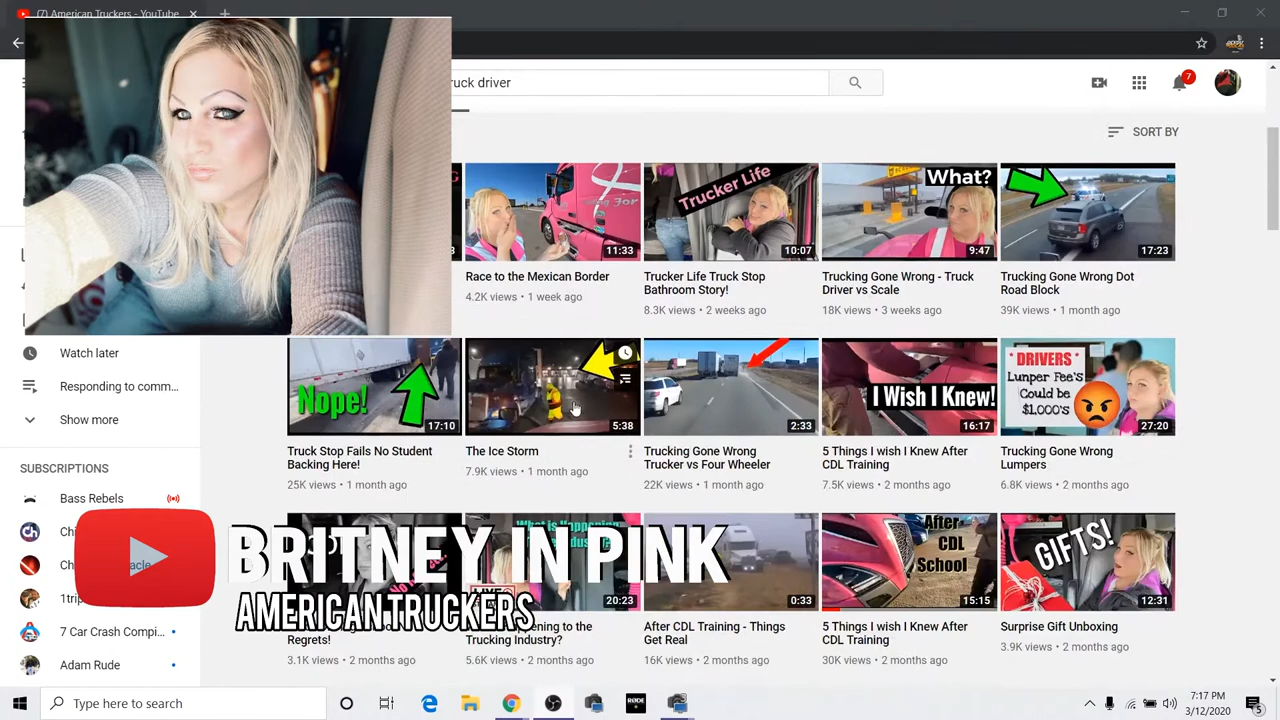 (7) American Truckers - YouTube
uck driver
7
SORT BY
11:33
Trucker Life
10:07
What?
9:47
17:23
Race to the Mexican Border
4.2K views • 1 week ago
Trucker Life Truck Stop
Bathroom Story!
8.3K views • 2 weeks ago
Trucking Gone Wrong - Truck
Driver vs Scale
18K views • 3 weeks ago
Trucking Gone Wrong Dot
Road Block
39K views • 1 month ago
Watch later
Responding to comm...
Show more
Nope!
17:10
5:38
2:33
I Wish I Knew!
16:17
DRIVERS
Lumper Fee's
Could be
$1,000's
27:20
Truck Stop Fails No Student
Backing Here!
25K views • 1 month ago
The Ice Storm
7.9K views • 1 month ago
Trucking Gone Wrong
Trucker vs Four Wheeler
22K views • 1 month ago
5 Things I wish I Knew After
CDL Training
7.5K views • 2 months ago
Trucking Gone Wrong
Lumpers
6.8K views • 2 months ago
SUBSCRIPTIONS
Bass Rebels
1trip
7 Car Crash Compi...
Adam Rude
BRITNEY IN PINK
AMERICAN TRUCKERS
20:23
0:33
After
CDL
School
15:15
GIFTS!
12:31
Regrets!
3.1K views • 2 months ago
Trucking Industry?
5.6K views • 2 months ago
After CDL Training - Things
Get Real
16K views • 2 months ago
5 Things I wish I Knew After
CDL Training
30K views • 2 months ago
Surprise Gift Unboxing
3.9K views • 2 months ago
Type here to search
RØDE
7:17 PM
3/12/2020
5